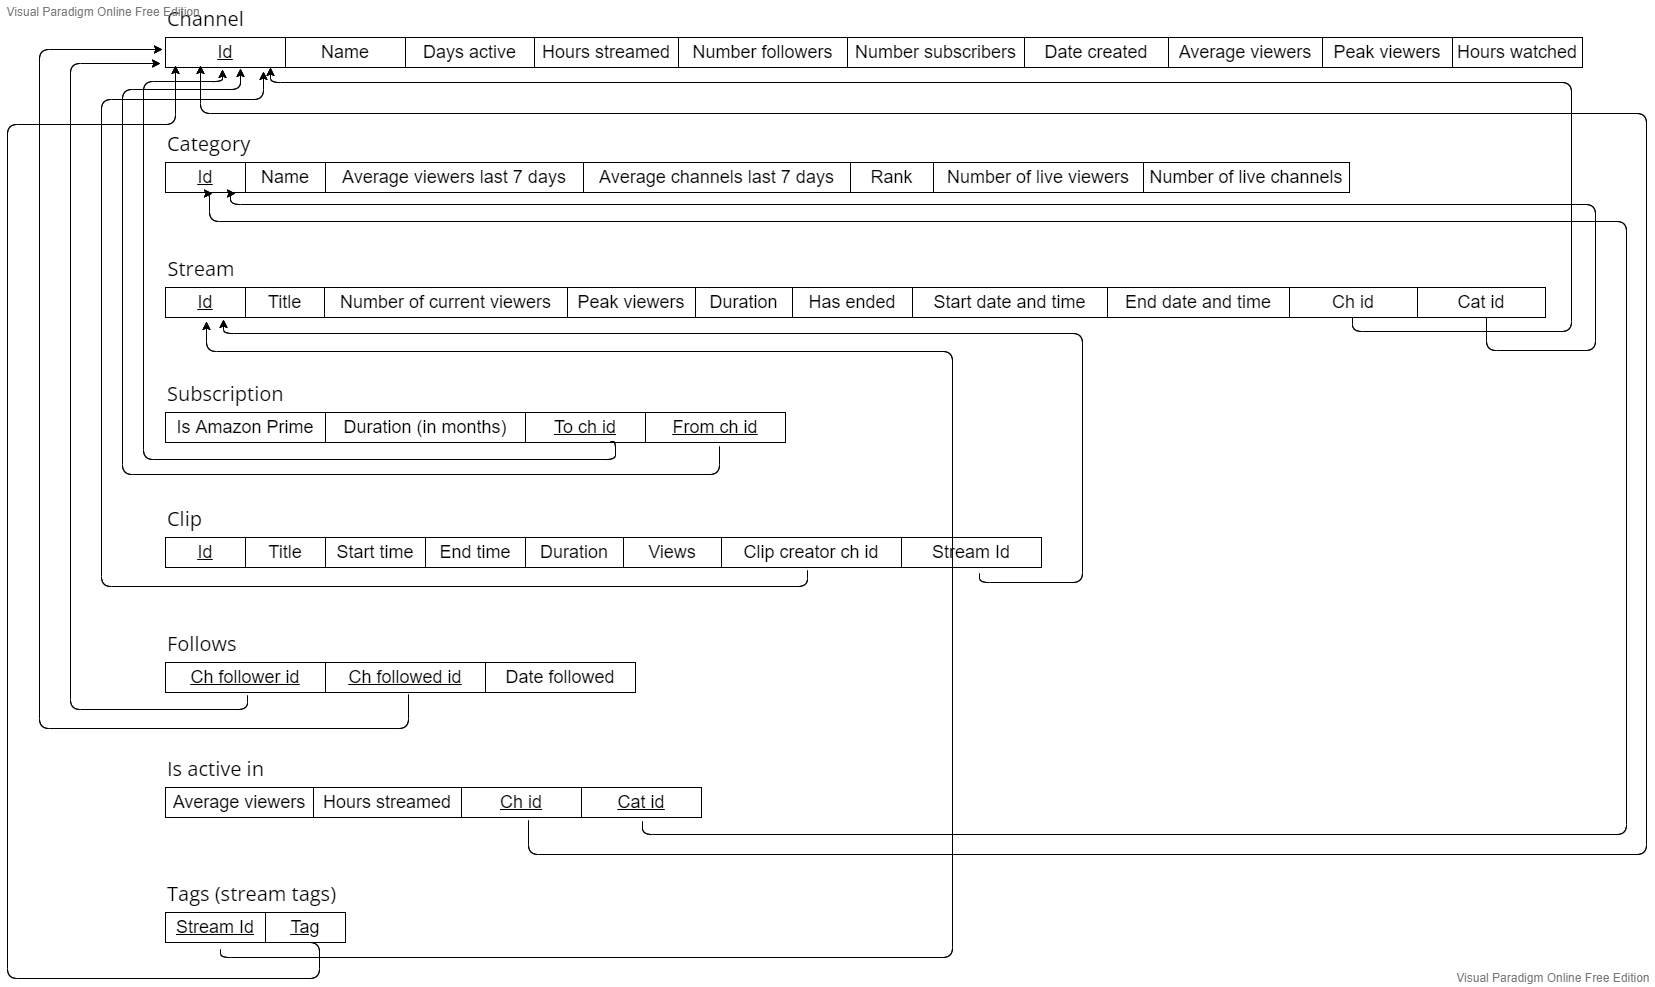 Visual Paradigm Online Free Edition
Channel
Id Name Days active Hours streamed Number followers Number subscribers Date created Average viewers Peak viewers Hours watched
Category
Id Name Average viewers last 7 days Average channels last 7 days Rank Number of live viewers Number of live channels
Stream
Id Title Number of current viewers Peak viewers Duration Has ended Start date and time End date and time Ch id Cat id
Subscription
Is Amazon Prime Duration (in months) To ch id From ch id
Clip
Id Title Start time End time Duration Views Clip creator ch id Stream Id
Follows
Ch follower id Ch followed id Date followed
Is active in
Average viewers Hours streamed Ch id Cat id
Tags (stream tags)
Stream Id Tag
Visual Paradigm Online Free Edition